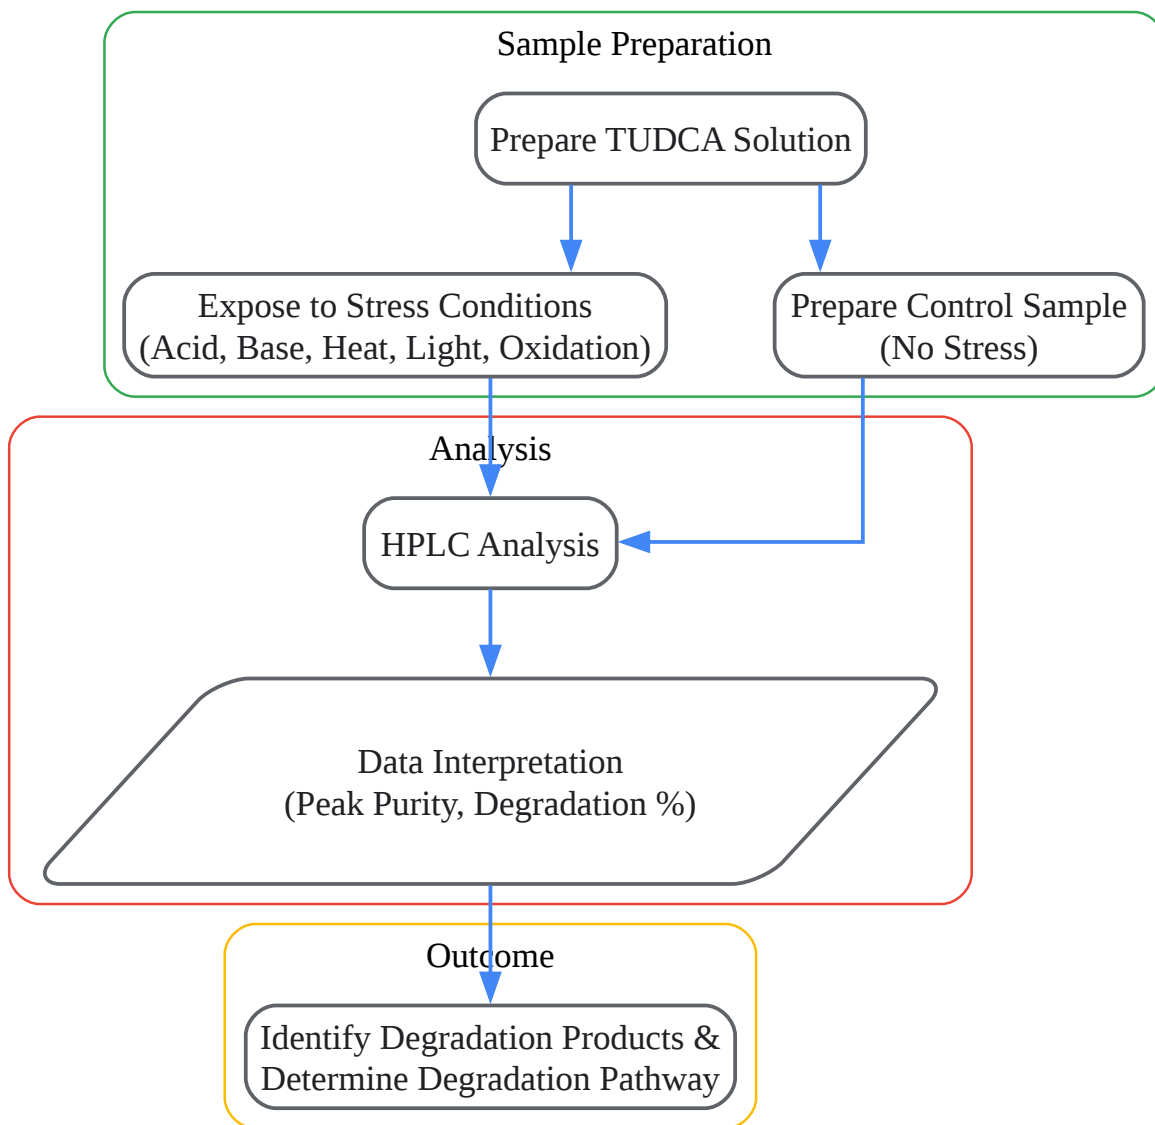 Sample Preparation
Prepare TUDCA Solution
Expose to Stress Conditions
(Acid, Base, Heat, Light, Oxidation)
Prepare Control Sample
(No Stress)
Analysis
HPLC Analysis
Data Interpretation
(Peak Purity, Degradation %)
Outcome
Identify Degradation Products &
Determine Degradation Pathway